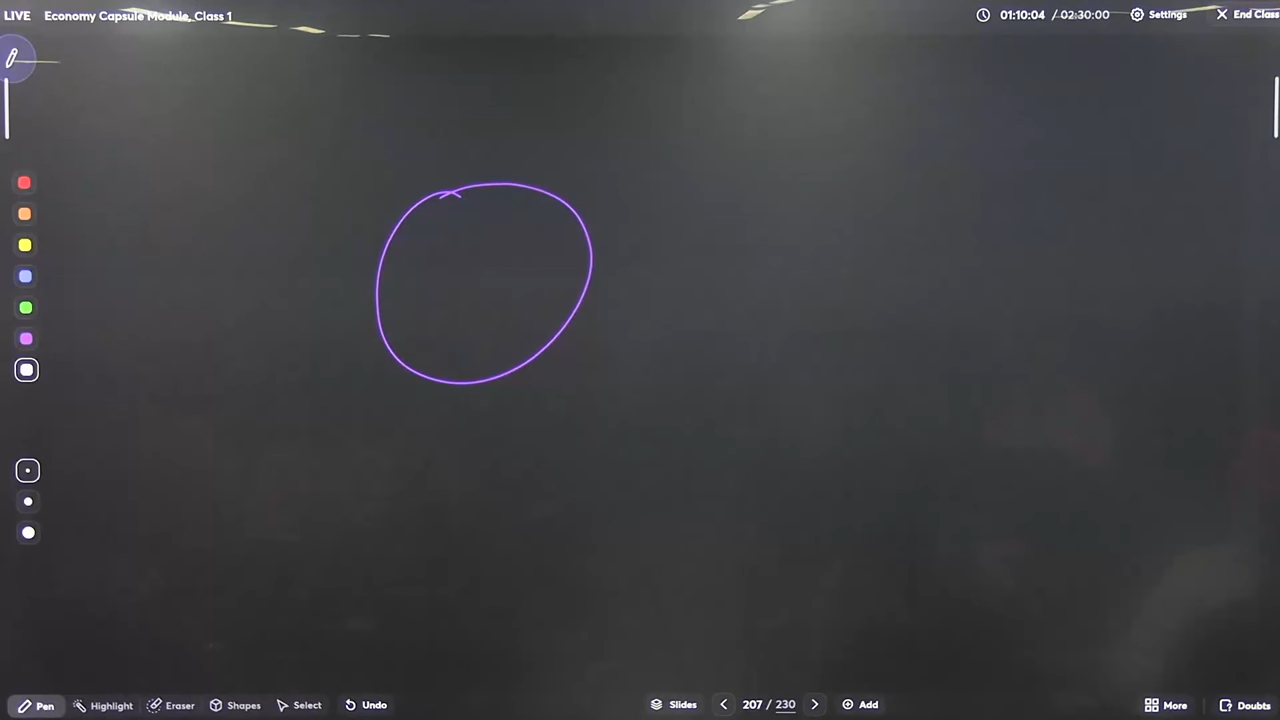 LIVE Economy Capsule Module, Class 1 01:10:04 / 02:30:00 Settings End Class
Pen Highlight Eraser Shapes Select Undo Slides 207 / 230 Add More Doubts